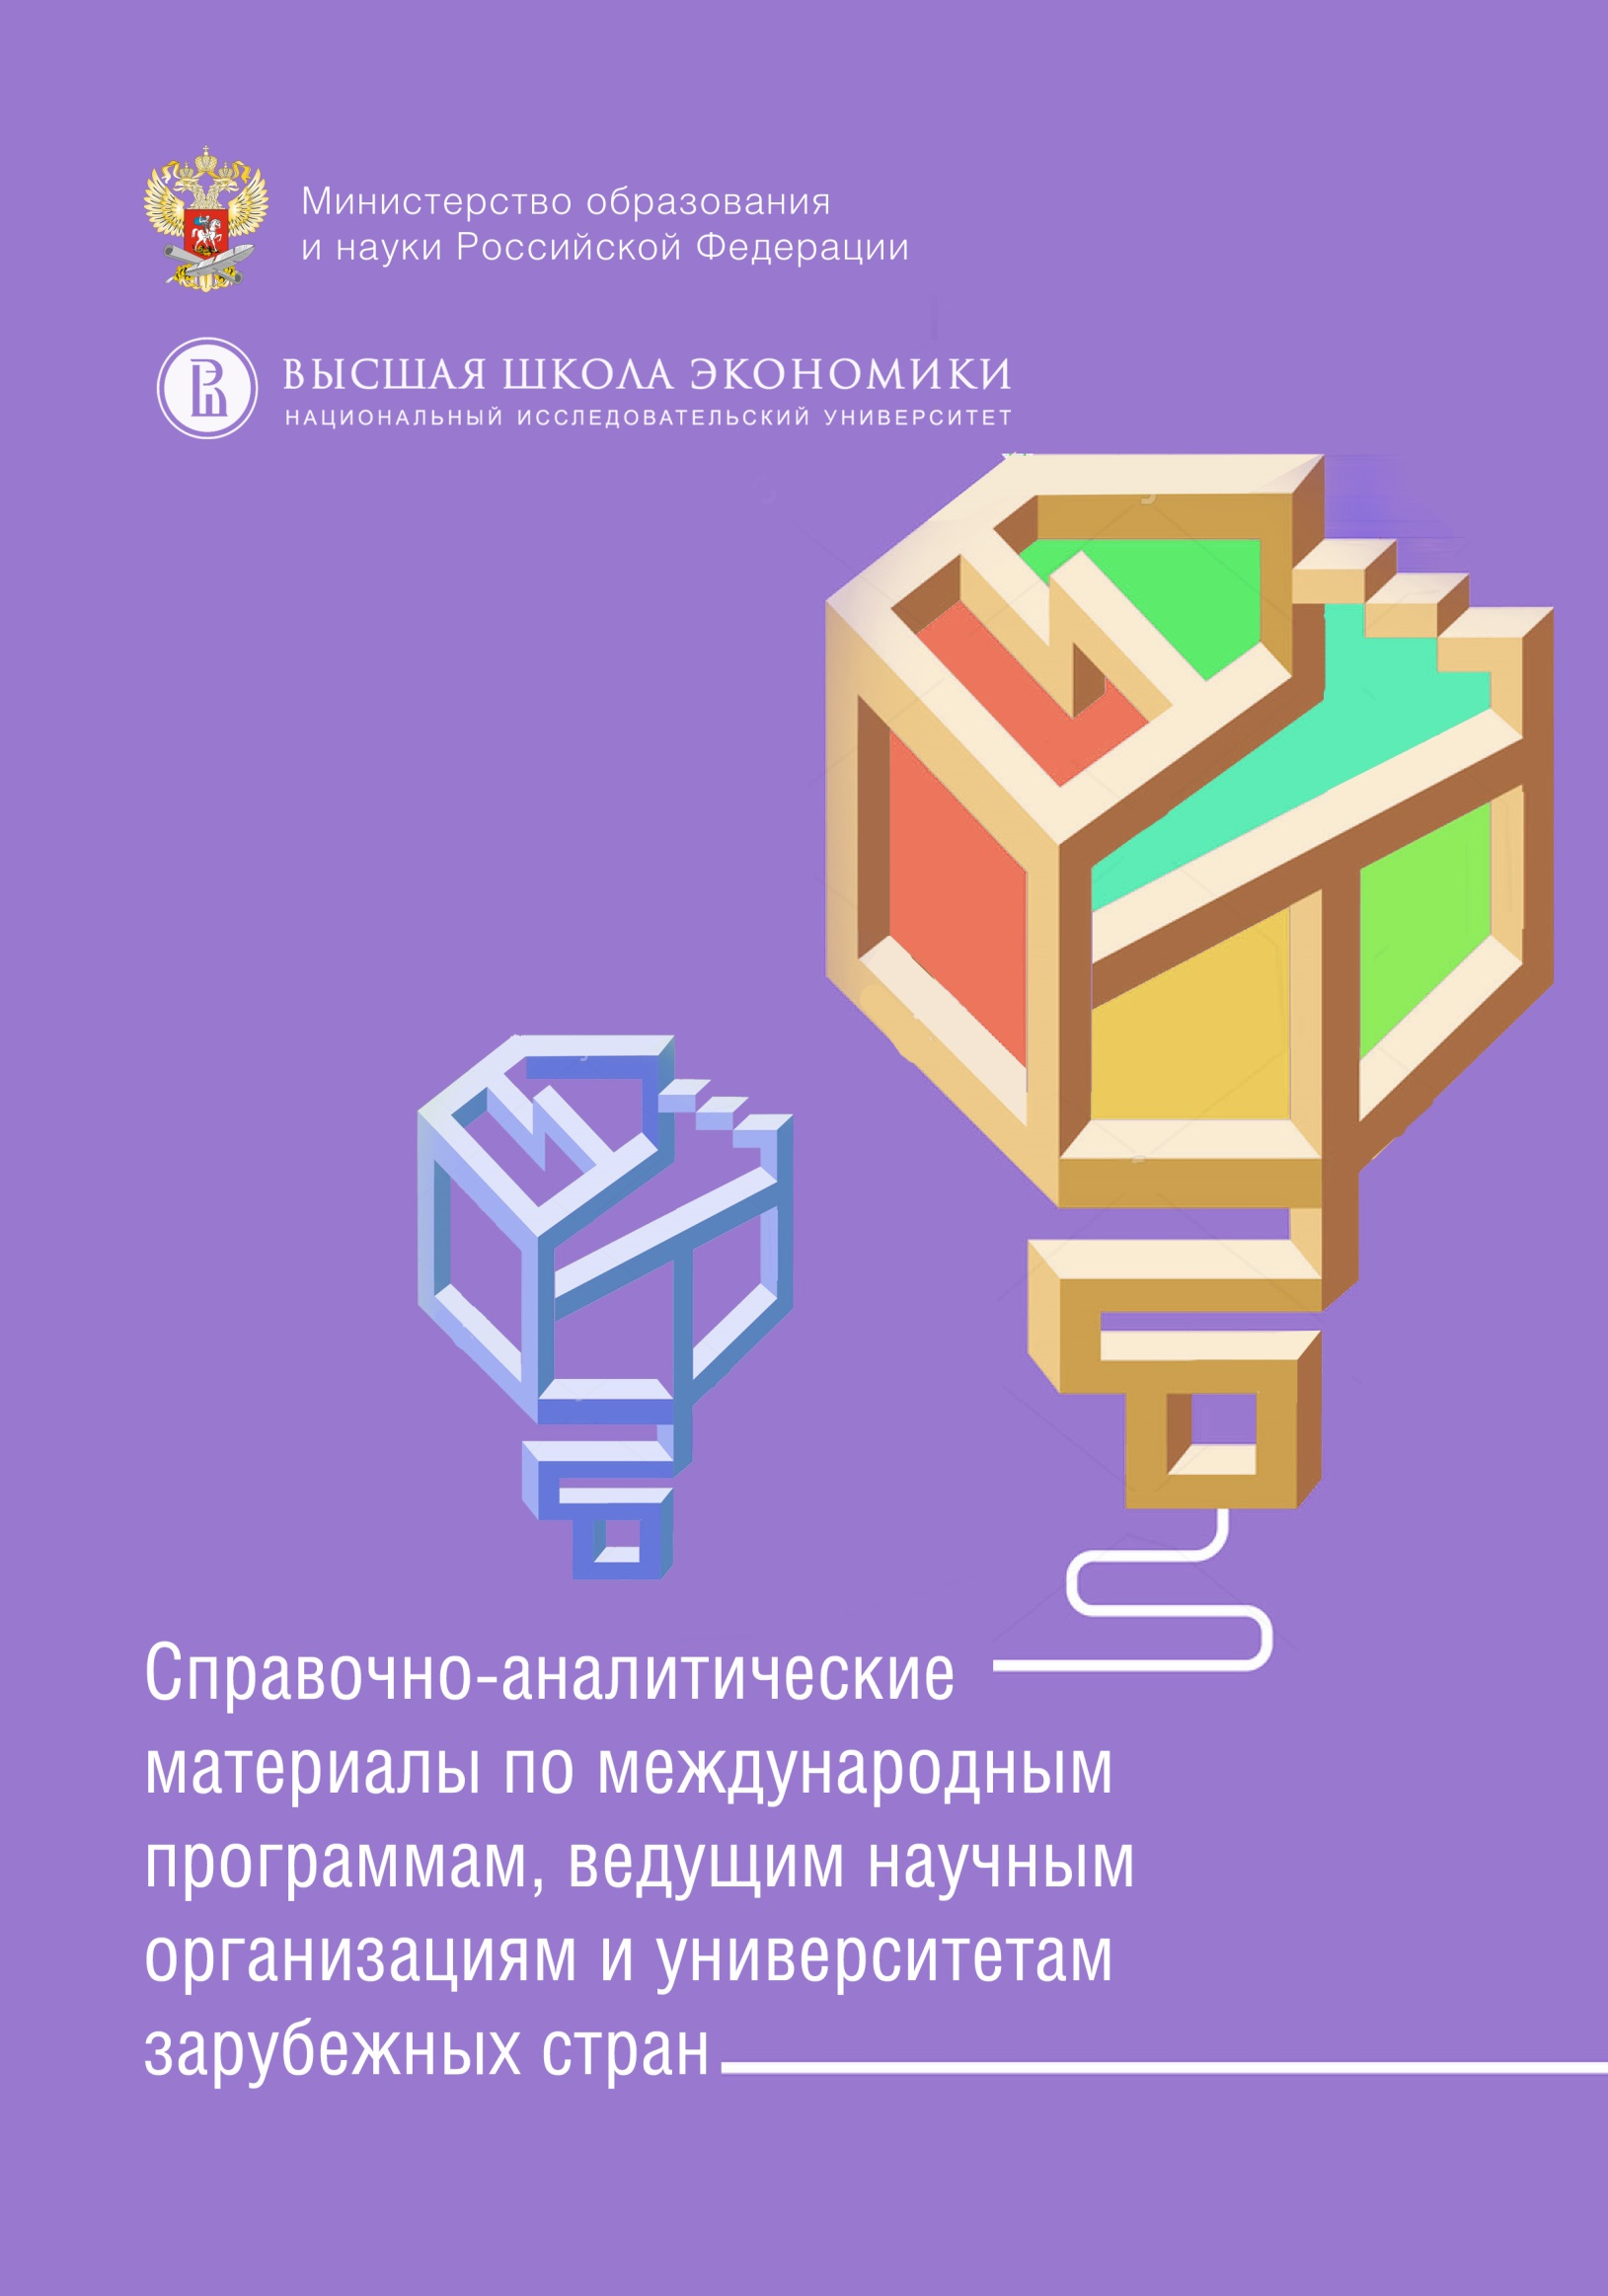 Министерство образования
и науки Российской Федерации
ВЫСШАЯ ШКОЛА ЭКОНОМИКИ
НАЦИОНАЛЬНЫЙ ИССЛЕДОВАТЕЛЬСКИЙ УНИВЕРСИТЕТ
Справочно-аналитические
материалы по международным
программам, ведущим научным
организациям и университетам
зарубежных стран